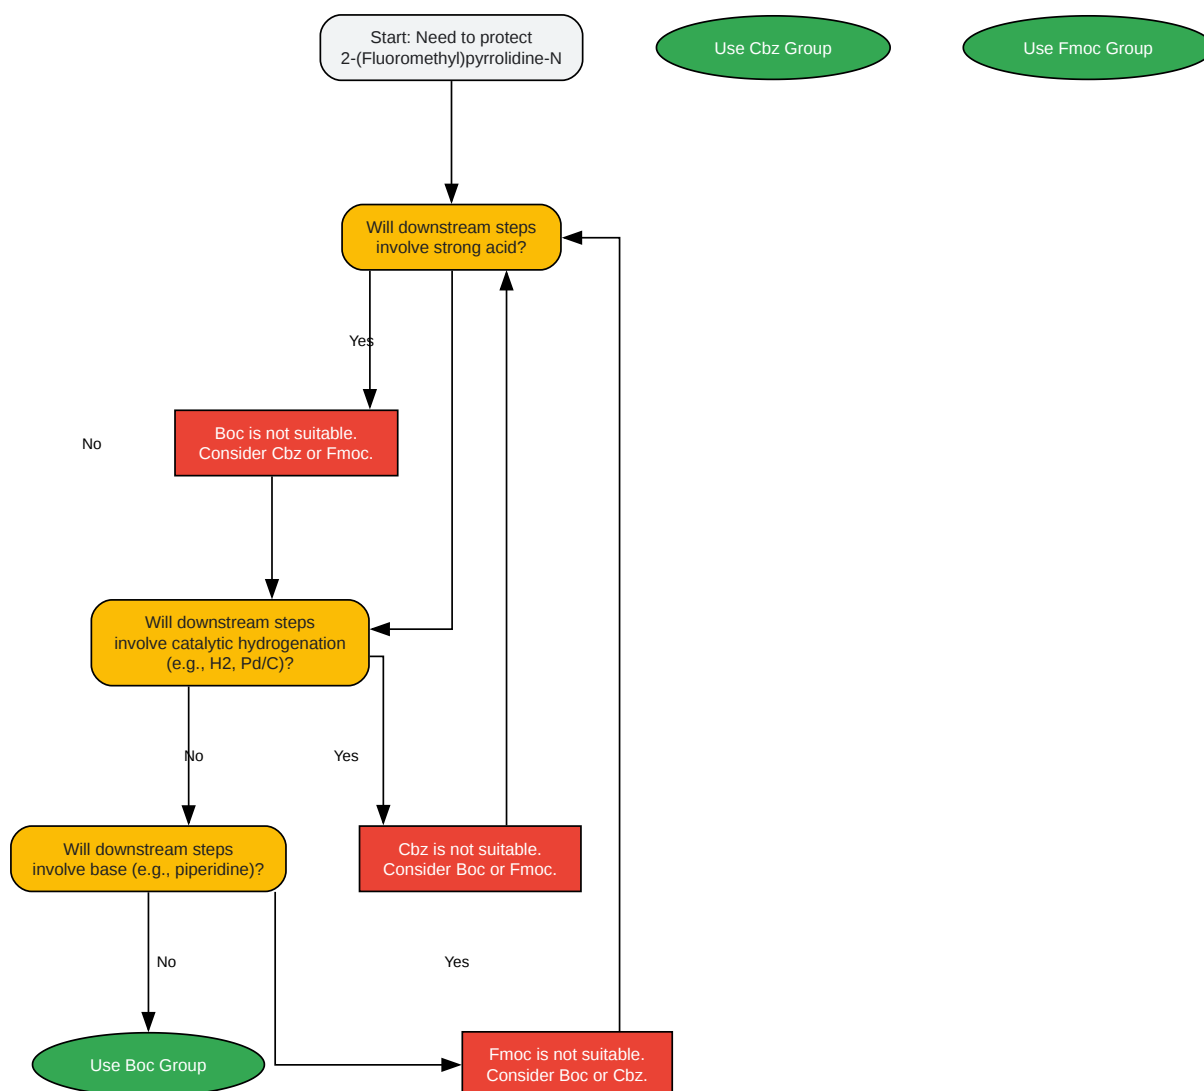 Start: Need to protect
2-(Fluoromethyl)pyrrolidine-N
Use Cbz Group
Use Fmoc Group
Will downstream steps
involve strong acid?
Yes
Boc is not suitable.
Consider Cbz or Fmoc.
No
Will downstream steps
involve catalytic hydrogenation
(e.g., H2, Pd/C)?
No
Yes
Will downstream steps
involve base (e.g., piperidine)?
Cbz is not suitable.
Consider Boc or Fmoc.
No
Yes
Use Boc Group
Fmoc is not suitable.
Consider Boc or Cbz.